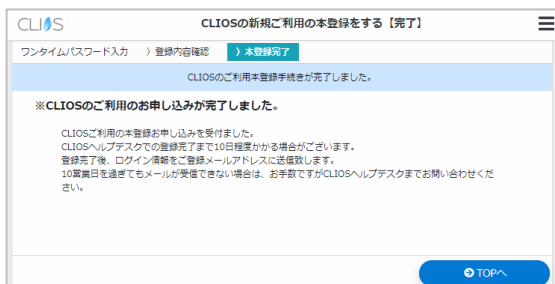 CLIOS
CLIOSの新規ご利用の本登録をする【完了】
ワンタイムパスワード入力 〉登録内容確認 〉本登録完了
CLIOSのご利用本登録手続きが完了しました。
※CLIOSのご利用のお申し込みが完了しました。
CLIOSご利用の本登録お申し込みを受付ました。
CLIOSヘルプデスクでの登録完了まで10日程度かかる場合がございます。
登録完了後、ログイン情報をご登録メールアドレスに送信致します。
10営業日を過ぎてもメールが受信できない場合は、お手数ですがCLIOSヘルプデスクまでお問い合わせくだ
さい。
TOPへ